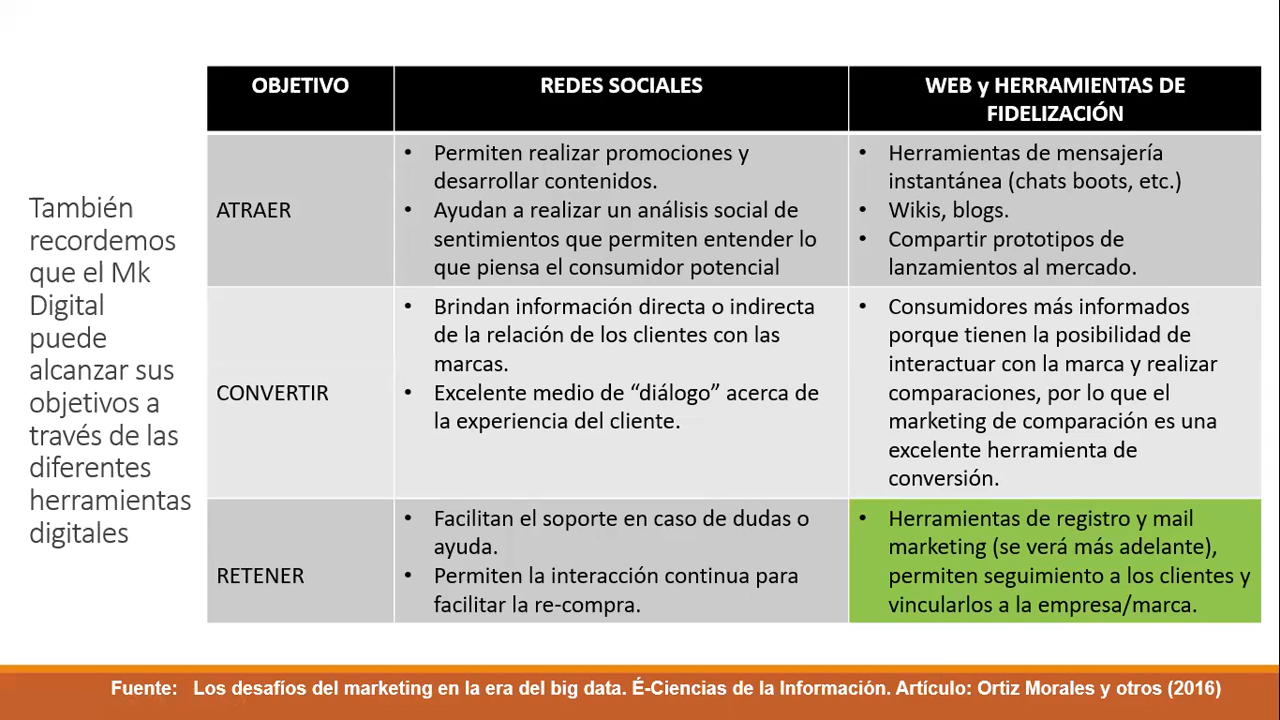 También
recordemos
que el Mk
Digital
puede
alcanzar sus
objetivos a
través de las
diferentes
herramientas
digitales
OBJETIVO
REDES SOCIALES
WEB y HERRAMIENTAS DE
FIDELIZACIÓN
ATRAER
• Permiten realizar promociones y
desarrollar contenidos.
• Ayudan a realizar un análisis social de
sentimientos que permiten entender lo
que piensa el consumidor potencial
• Herramientas de mensajería
instantánea (chats boots, etc.)
• Wikis, blogs.
• Compartir prototipos de
lanzamientos al mercado.
CONVERTIR
• Brindan información directa o indirecta
de la relación de los clientes con las
marcas.
• Excelente medio de “diálogo” acerca de
la experiencia del cliente.
• Consumidores más informados
porque tienen la posibilidad de
interactuar con la marca y realizar
comparaciones, por lo que el
marketing de comparación es una
excelente herramienta de
conversión.
RETENER
• Facilitan el soporte en caso de dudas o
ayuda.
• Permiten la interacción continua para
facilitar la re-compra.
• Herramientas de registro y mail
marketing (se verá más adelante),
permiten seguimiento a los clientes y
vincularlos a la empresa/marca.
Fuente: Los desafíos del marketing en la era del big data. É-Ciencias de la Información. Artículo: Ortiz Morales y otros (2016)